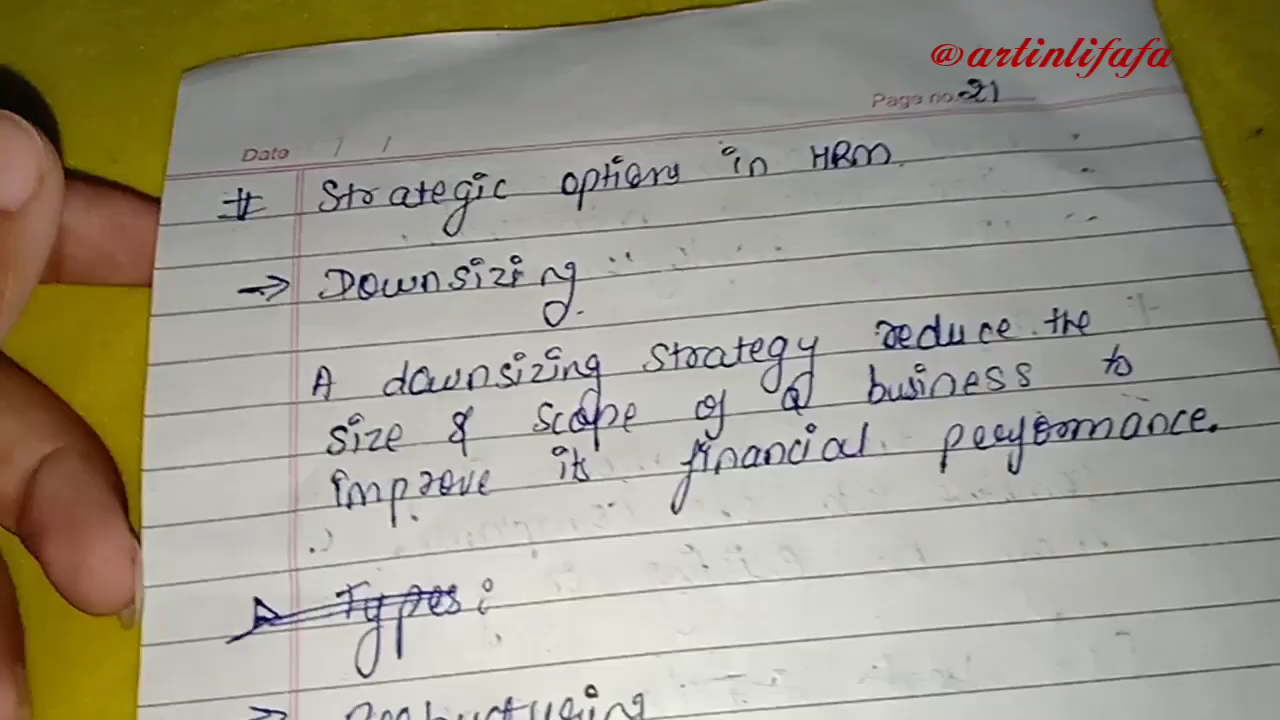 @artinlifafa
Page no. 21
Date / /
# Strategic options in HRM.
→ Downsizing
A downsizing strategy reduce the
size & scope of a business to
improve its financial performance.
Types:
→ Restructuring